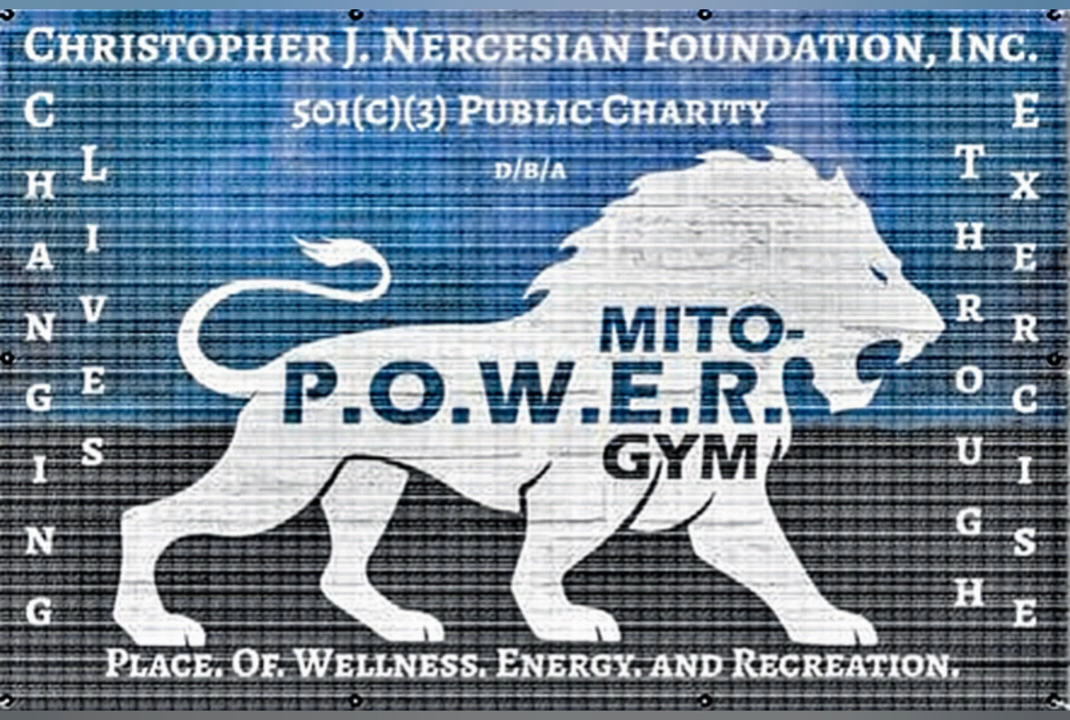 Christopher J. Nercesian Foundation, Inc.
501(c)(3) Public Charity
D/B/A
Changing
Lives
Through
Exercise
MITO-
P.O.W.E.R.
GYM
Place. Of. Wellness. Energy. and Recreation.